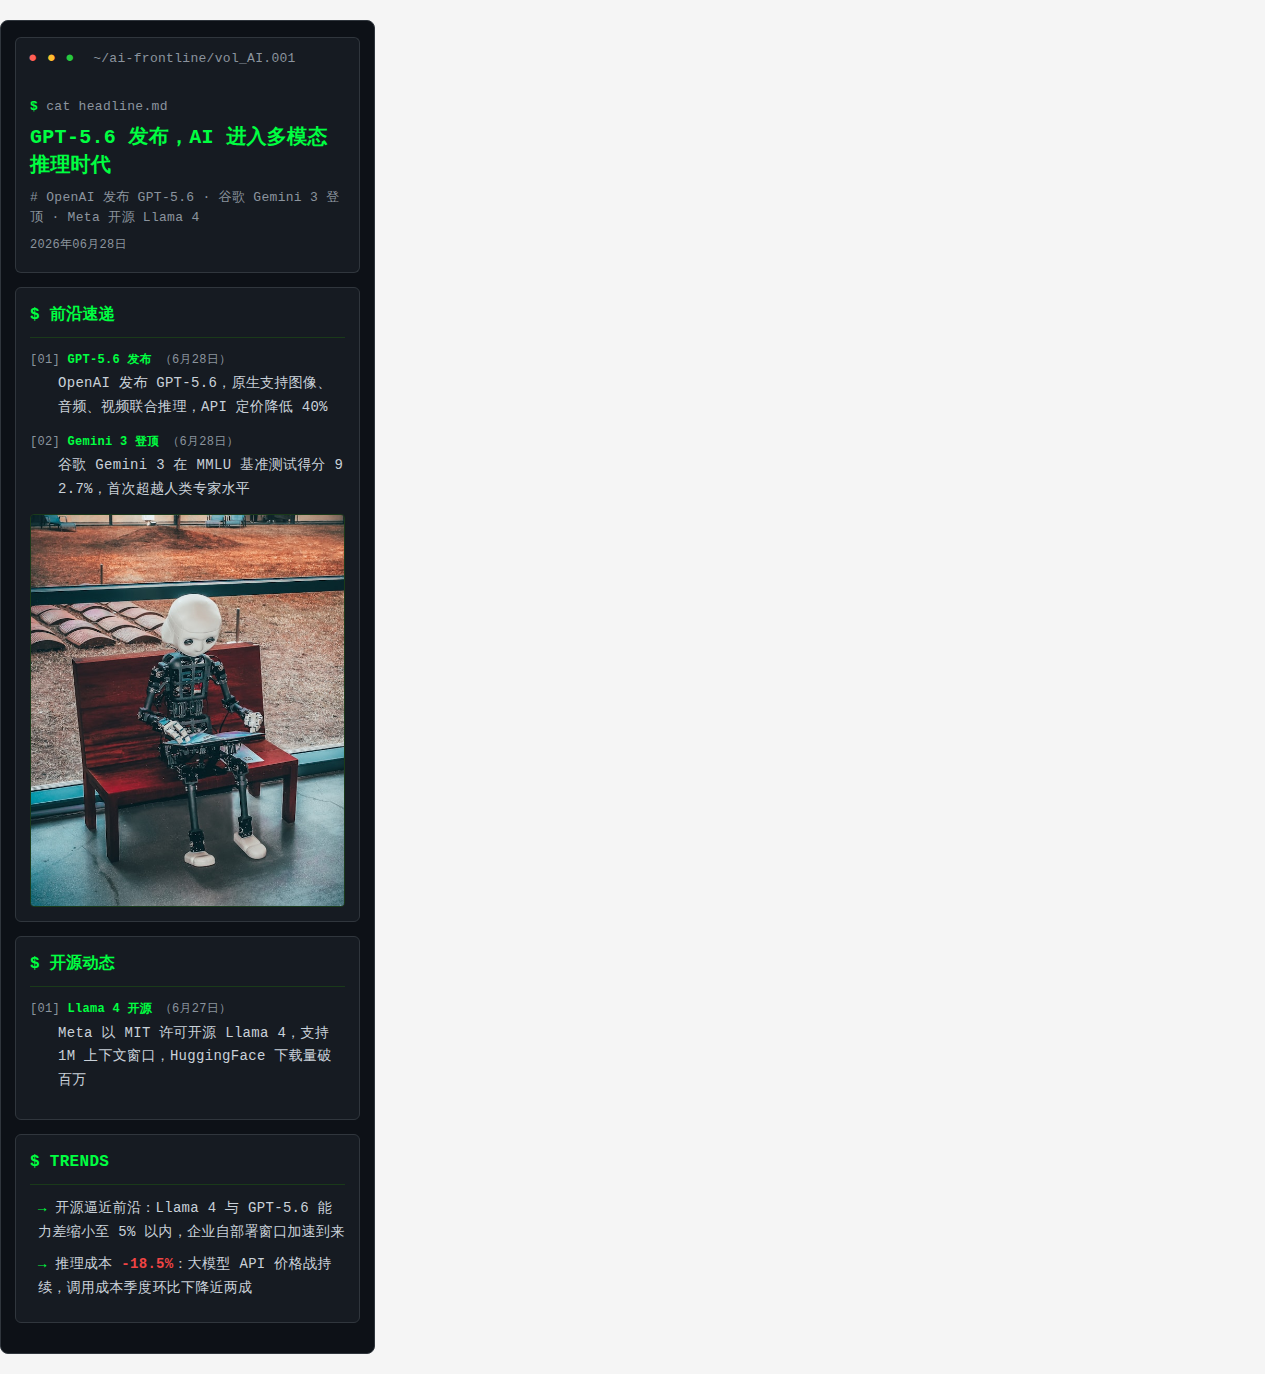 ~/ai-frontline/vol_AI.001
$ cat headline.md
GPT-5.6 发布，AI 进入多模态
推理时代
# OpenAI 发布 GPT-5.6 · 谷歌 Gemini 3 登
顶 · Meta 开源 Llama 4
2026年06月28日
$ 前沿速递
[01] GPT-5.6 发布 （6月28日）
OpenAI 发布 GPT-5.6，原生支持图像、
音频、视频联合推理，API 定价降低 40%
[02] Gemini 3 登顶 （6月28日）
谷歌 Gemini 3 在 MMLU 基准测试得分 9
2.7%，首次超越人类专家水平
$ 开源动态
[01] Llama 4 开源 （6月27日）
Meta 以 MIT 许可开源 Llama 4，支持
1M 上下文窗口，HuggingFace 下载量破
百万
$ TRENDS
→ 开源逼近前沿：Llama 4 与 GPT-5.6 能
力差缩小至 5% 以内，企业自部署窗口加速到来
→ 推理成本 -18.5%：大模型 API 价格战持
续，调用成本季度环比下降近两成